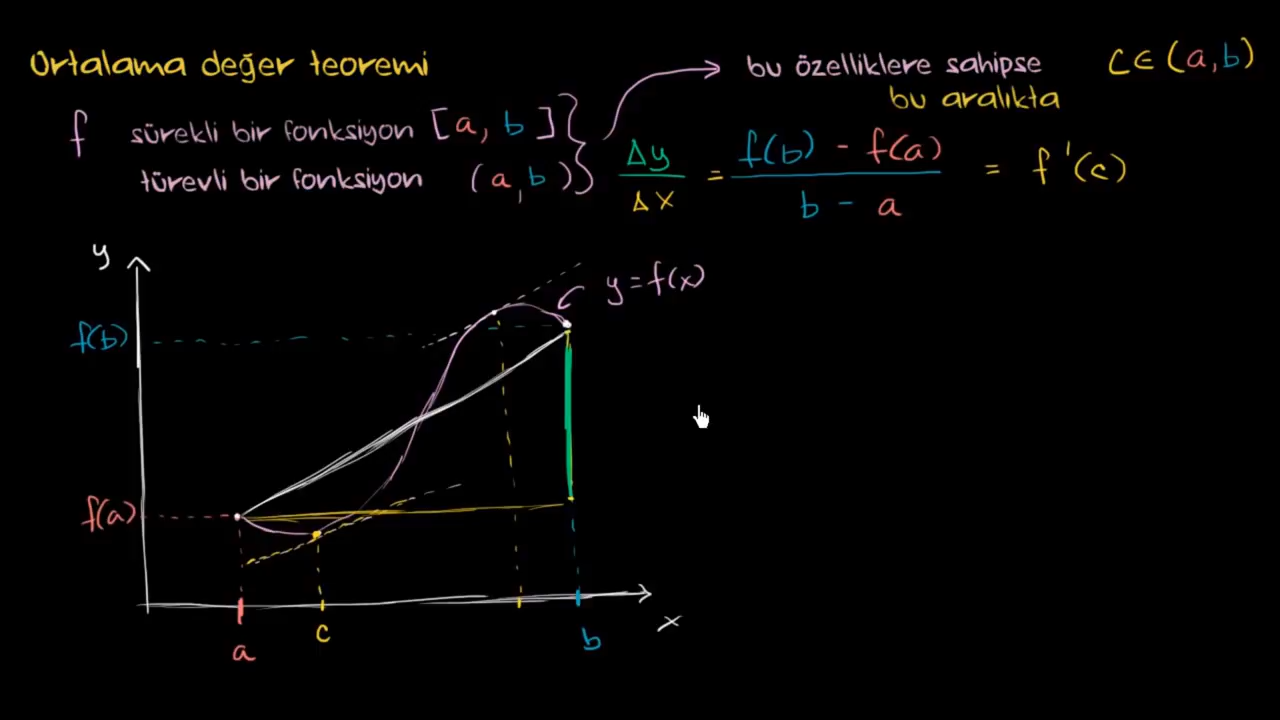 Ortalama değer teoremi
bu özelliklere sahipse c ∈ (a, b)
bu aralıkta
f sürekli bir fonksiyon [a, b]
türevli bir fonksiyon (a, b)
Δy/Δx = f(b) - f(a)/b - a = f'(c)
y
y = f(x)
f(b)
f(a)
x
a c b